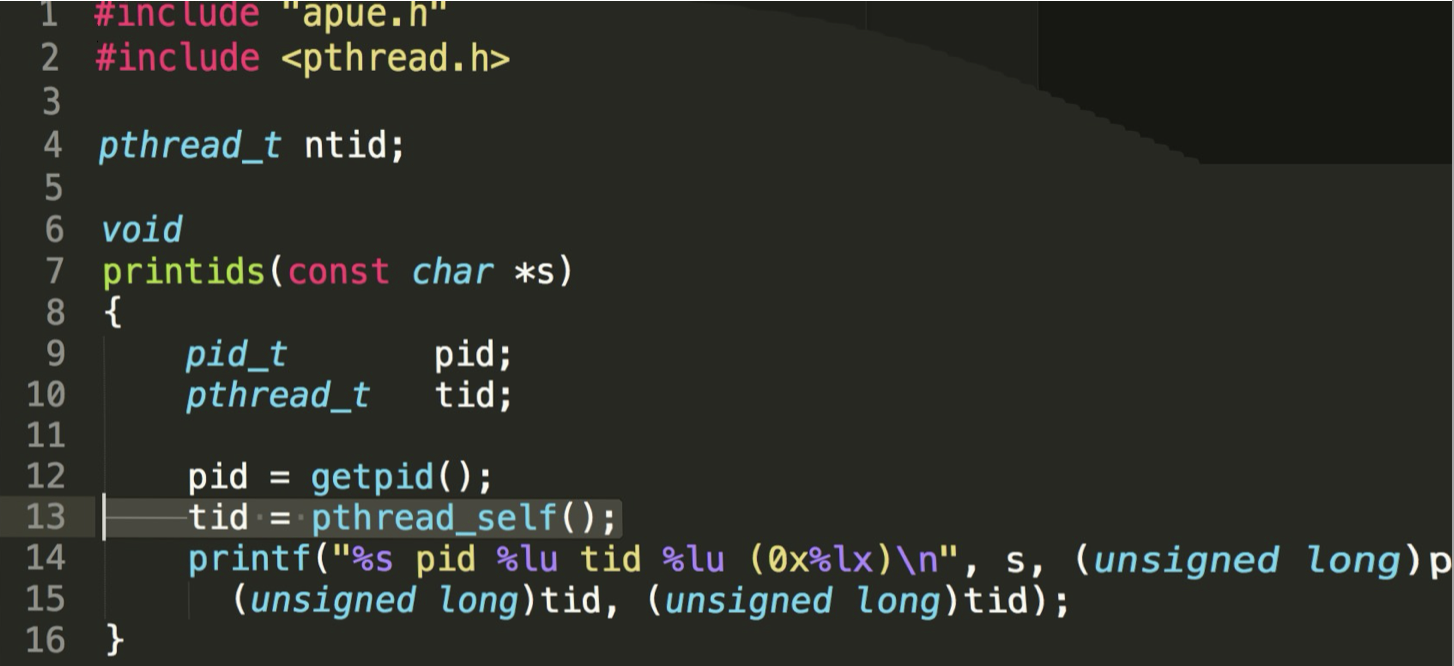 1 #include "apue.h"
2 #include <pthread.h>
3
4 pthread_t ntid;
5
6 void
7 printids(const char *s)
8 {
9 pid_t pid;
10 pthread_t tid;
11
12 pid = getpid();
13 tid = pthread_self();
14 printf("%s pid %lu tid %lu (0x%lx)\n", s, (unsigned long)p
15 (unsigned long)tid, (unsigned long)tid);
16 }